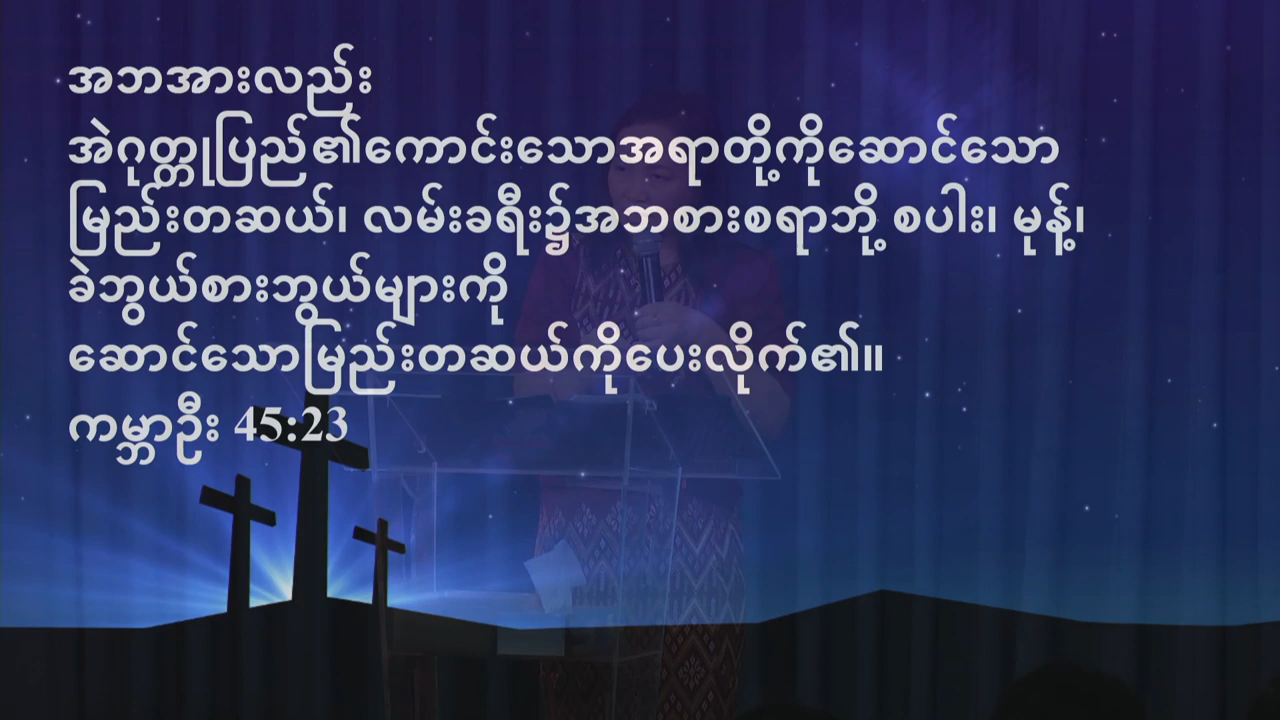 အဘအားလည်း
အဲဂုတ္တုပြည်၏ကောင်းသောအရာတို့ကိုဆောင်သော
မြည်းတဆယ်၊ လမ်းခရီး၌အဘစားစရာဘို့ စပါး၊ မုန့်၊
ခဲဘွယ်စားဘွယ်များကို
ဆောင်သောမြည်းတဆယ်ကိုပေးလိုက်၏။
ကမ္ဘာဦး 45:23